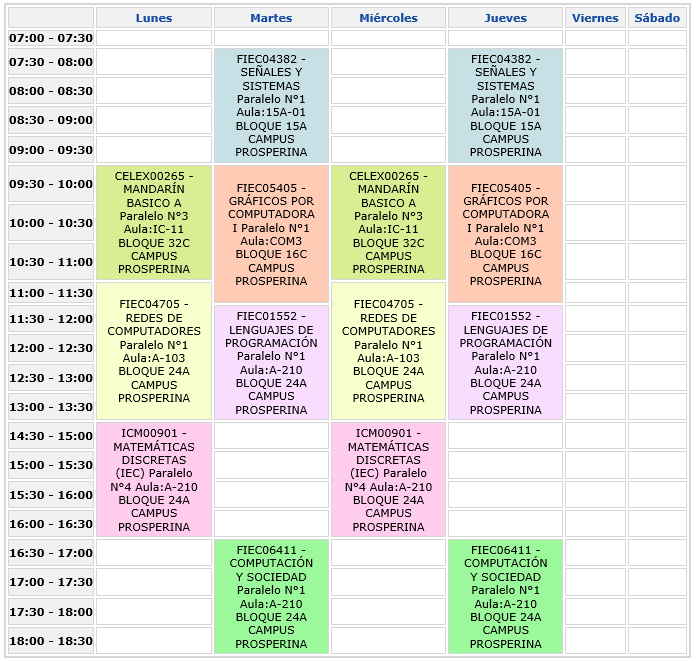 Lunes Martes Miércoles Jueves Viernes Sábado
07:00 - 07:30
07:30 - 08:00
08:00 - 08:30
08:30 - 09:00
09:00 - 09:30
FIEC04382 -
SEÑALES Y
SISTEMAS
Paralelo N°1
Aula:15A-01
BLOQUE 15A
CAMPUS
PROSPERINA
FIEC04382 -
SEÑALES Y
SISTEMAS
Paralelo N°1
Aula:15A-01
BLOQUE 15A
CAMPUS
PROSPERINA
09:30 - 10:00
10:00 - 10:30
10:30 - 11:00
11:00 - 11:30
CELEX00265 -
MANDARÍN
BASICO A
Paralelo N°3
Aula:IC-11
BLOQUE 32C
CAMPUS
PROSPERINA
FIEC05405 -
GRÁFICOS POR
COMPUTADORA
I Paralelo N°1
Aula:COM3
BLOQUE 16C
CAMPUS
PROSPERINA
CELEX00265 -
MANDARÍN
BASICO A
Paralelo N°3
Aula:IC-11
BLOQUE 32C
CAMPUS
PROSPERINA
FIEC05405 -
GRÁFICOS POR
COMPUTADORA
I Paralelo N°1
Aula:COM3
BLOQUE 16C
CAMPUS
PROSPERINA
11:30 - 12:00
12:00 - 12:30
12:30 - 13:00
13:00 - 13:30
FIEC04705 -
REDES DE
COMPUTADORES
Paralelo N°1
Aula:A-103
BLOQUE 24A
CAMPUS
PROSPERINA
FIEC01552 -
LENGUAJES DE
PROGRAMACIÓN
Paralelo N°1
Aula:A-210
BLOQUE 24A
CAMPUS
PROSPERINA
FIEC04705 -
REDES DE
COMPUTADORES
Paralelo N°1
Aula:A-103
BLOQUE 24A
CAMPUS
PROSPERINA
FIEC01552 -
LENGUAJES DE
PROGRAMACIÓN
Paralelo N°1
Aula:A-210
BLOQUE 24A
CAMPUS
PROSPERINA
14:30 - 15:00
15:00 - 15:30
15:30 - 16:00
16:00 - 16:30
ICM00901 -
MATEMÁTICAS
DISCRETAS
(IEC) Paralelo
N°4 Aula:A-210
BLOQUE 24A
CAMPUS
PROSPERINA
ICM00901 -
MATEMÁTICAS
DISCRETAS
(IEC) Paralelo
N°4 Aula:A-210
BLOQUE 24A
CAMPUS
PROSPERINA
16:30 - 17:00
17:00 - 17:30
17:30 - 18:00
18:00 - 18:30
FIEC06411 -
COMPUTACIÓN
Y SOCIEDAD
Paralelo N°1
Aula:A-210
BLOQUE 24A
CAMPUS
PROSPERINA
FIEC06411 -
COMPUTACIÓN
Y SOCIEDAD
Paralelo N°1
Aula:A-210
BLOQUE 24A
CAMPUS
PROSPERINA